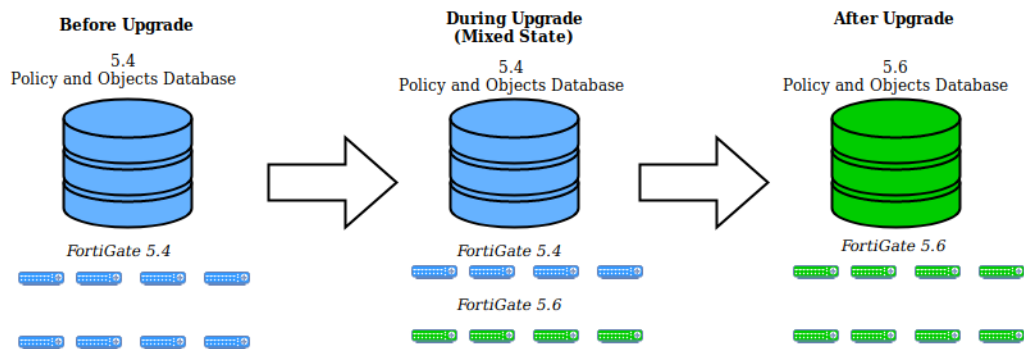 Before Upgrade
5.4
Policy and Objects Database
FortiGate 5.4
During Upgrade
(Mixed State)
5.4
Policy and Objects Database
FortiGate 5.4
FortiGate 5.6
After Upgrade
5.6
Policy and Objects Database
FortiGate 5.6